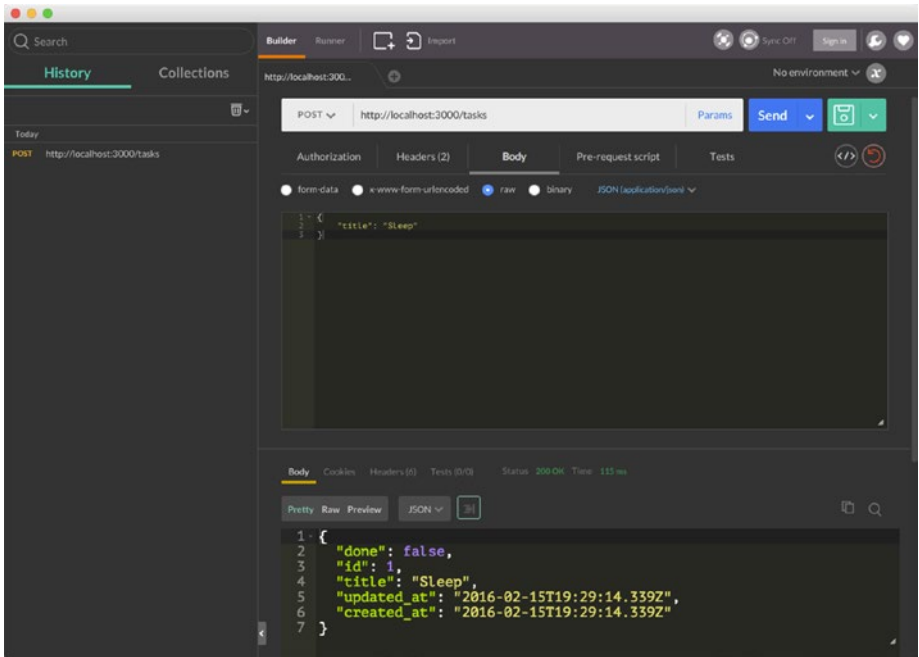 Search
Builder Runner Import Sync Off Sign in
History Collections
http://localhost:300... No environment
POST http://localhost:3000/tasks Params Send
Today
POST http://localhost:3000/tasks
Authorization Headers (2) Body Pre-request script Tests
form-data x-www-form-urlencoded raw binary JSON (application/json)
1 {
2 "title": "Sleep"
3 }
Body Cookies Headers (6) Tests (0/0) Status 200 OK Time 115 ms
Pretty Raw Preview JSON
1 {
2 "done": false,
3 "id": 1,
4 "title": "Sleep",
5 "updated_at": "2016-02-15T19:29:14.339Z",
6 "created_at": "2016-02-15T19:29:14.339Z"
7 }